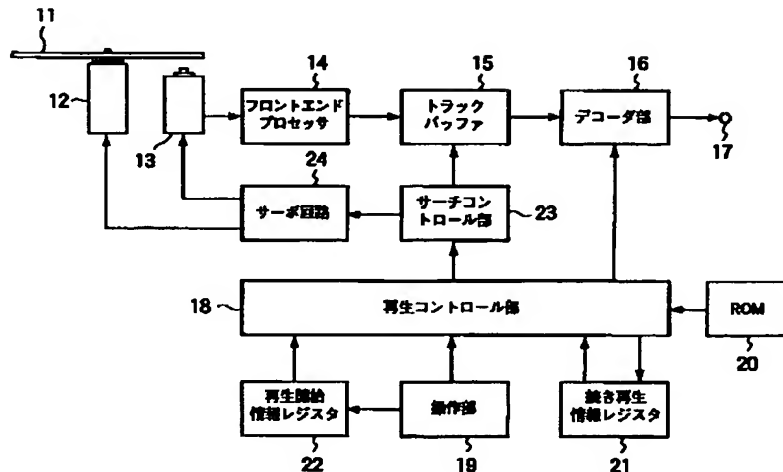 11
14
15
16
12
フロントエンド
プロセッサ
トラック
バッファ
デコーダ部
13
17
24
サーボ回路
サーチコン
トロール部
23
18
再生コントロール部
ROM
20
再生開始
情報レジスタ
操作部
続き再生
情報レジスタ
22
19
21